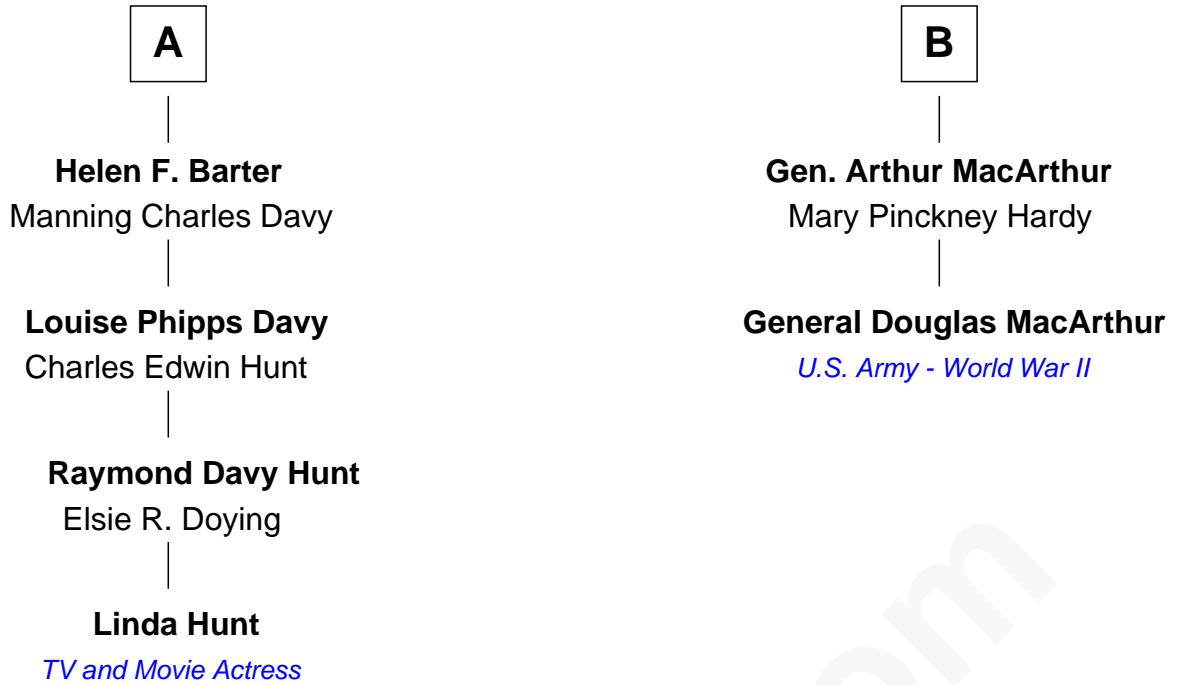 A
Helen F. Barter
Manning Charles Davy
Louise Phipps Davy
Charles Edwin Hunt
Raymond Davy Hunt
Elsie R. Doying
Linda Hunt
TV and Movie Actress
B
Gen. Arthur MacArthur
Mary Pinckney Hardy
General Douglas MacArthur
U.S. Army - World War II
om